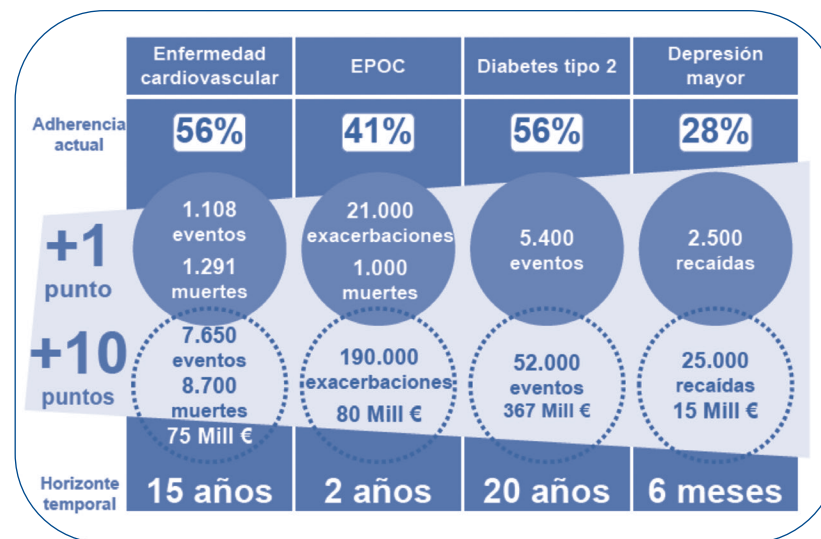 Enfermedad
cardiovascular
EPOC
Diabetes tipo 2
Depresión
mayor
Adherencia
actual
56%
41%
56%
28%
+1
punto
1.108
eventos
1.291
muertes
21.000
exacerbaciones
1.000
muertes
5.400
eventos
2.500
recaídas
+10
puntos
7.650
eventos
8.700
muertes
75 Mill €
190.000
exacerbaciones
80 Mill €
52.000
eventos
367 Mill €
25.000
recaídas
15 Mill €
Horizonte
temporal
15 años
2 años
20 años
6 meses